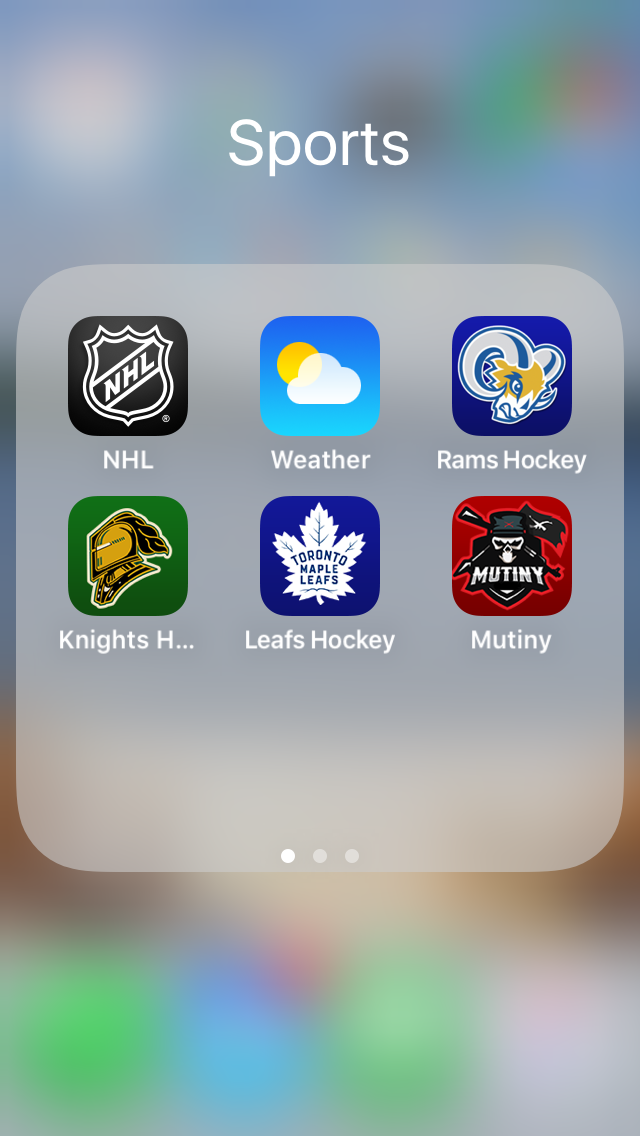 Sports
NHL
®
NHL
Weather
Rams Hockey
TORONTO
MAPLE
LEAFS
MUTINY
Knights H...
Leafs Hockey
Mutiny